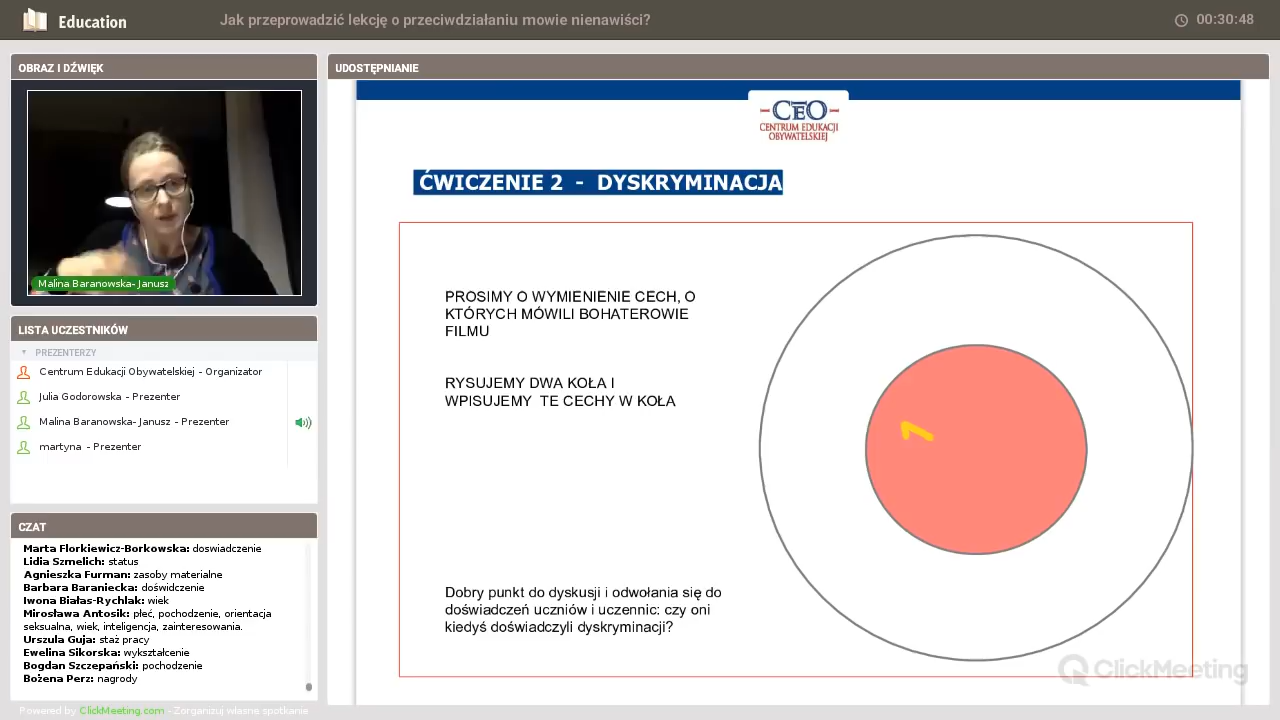 Education
Jak przeprowadzić lekcję o przeciwdziałaniu mowie nienawiści?
00:30:48
OBRAZ I DŹWIĘK
Malina Baranowska- Janusz
LISTA UCZESTNIKÓW
PREZENTERZY
Centrum Edukacji Obywatelskiej - Organizator
Julia Godorowska - Prezenter
Malina Baranowska- Janusz - Prezenter
martyna - Prezenter
CZAT
Marta Florkiewicz-Borkowska: doswiadczenie
Lidia Szmelich: status
Agnieszka Furman: zasoby materialne
Barbara Baraniecka: doświdczenie
Iwona Białas-Rychlak: wiek
Mirosława Antosik: płeć, pochodzenie, orientacja
seksualna, wiek, inteligencja, zainteresowania.
Urszula Guja: staż pracy
Ewelina Sikorska: wykształcenie
Bogdan Szczepański: pochodzenie
Bożena Perz: nagrody
Powered by ClickMeeting.com - Zorganizuj własne spotkanie
UDOSTĘPNIANIE
CEO
CENTRUM EDUKACJI
OBYWATELSKIEJ
ĆWICZENIE 2 - DYSKRYMINACJA
PROSIMY O WYMIENIENIE CECH, O
KTÓRYCH MÓWILI BOHATEROWIE
FILMU
RYSUJEMY DWA KOŁA I
WPISUJEMY TE CECHY W KOŁA
Dobry punkt do dyskusji i odwołania się do
doświadczeń uczniów i uczennic: czy oni
kiedyś doświadczyli dyskryminacji?
ClickMeeting